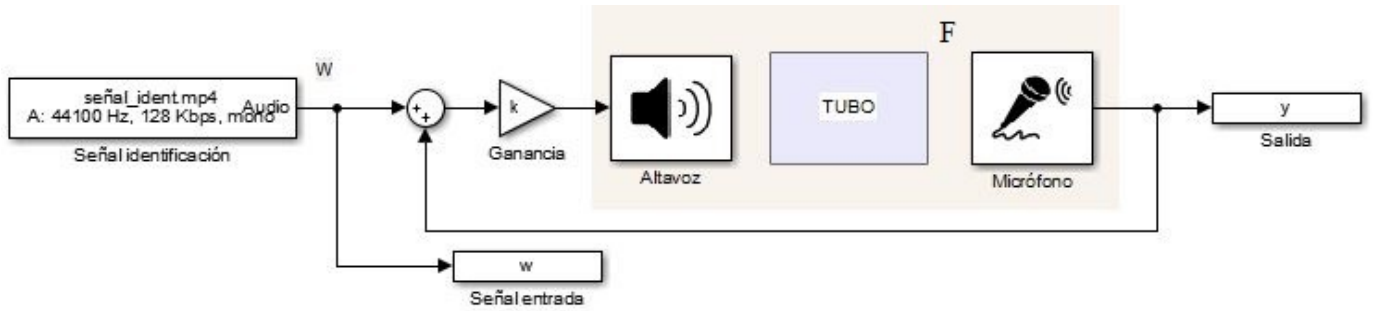 F
W
señal_ident.mp4
Audio
A: 44100 Hz, 128 Kbps, mono
Señal identificación
+
+
k
Ganancia
Altavoz
TUBO
Micrófono
y
Salida
w
Señal entrada